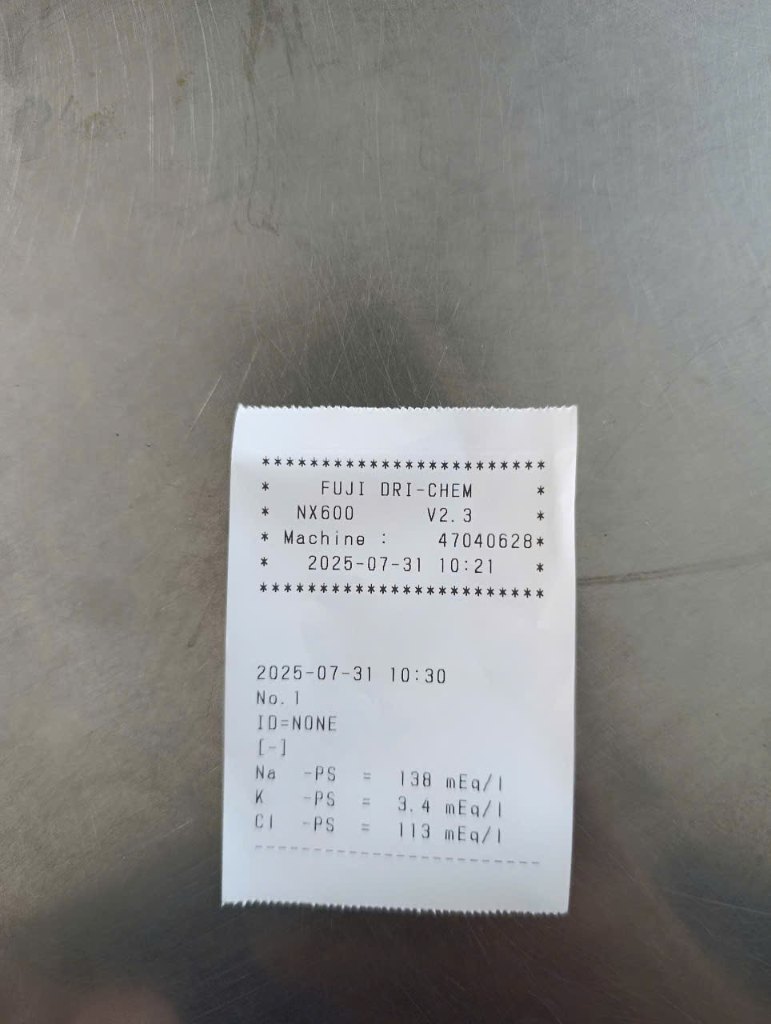 ************************
* FUJI DRI-CHEM *
* NX600 V2.3 *
* Machine : 47040628*
* 2025-07-31 10:21 *
************************
2025-07-31 10:30
No.1
ID=NONE
[-]
Na -PS = 138 mEq/l
K -PS = 3.4 mEq/l
Cl -PS = 113 mEq/l
------------------------